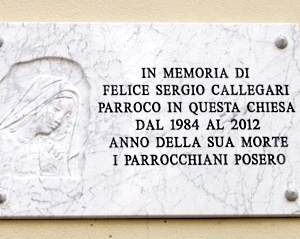 IN MEMORIA DI
FELICE SERGIO CALLEGARI
PARROCO IN QUESTA CHIESA
DAL 1984 AL 2012
ANNO DELLA SUA MORTE
I PARROCCHIANI POSERO